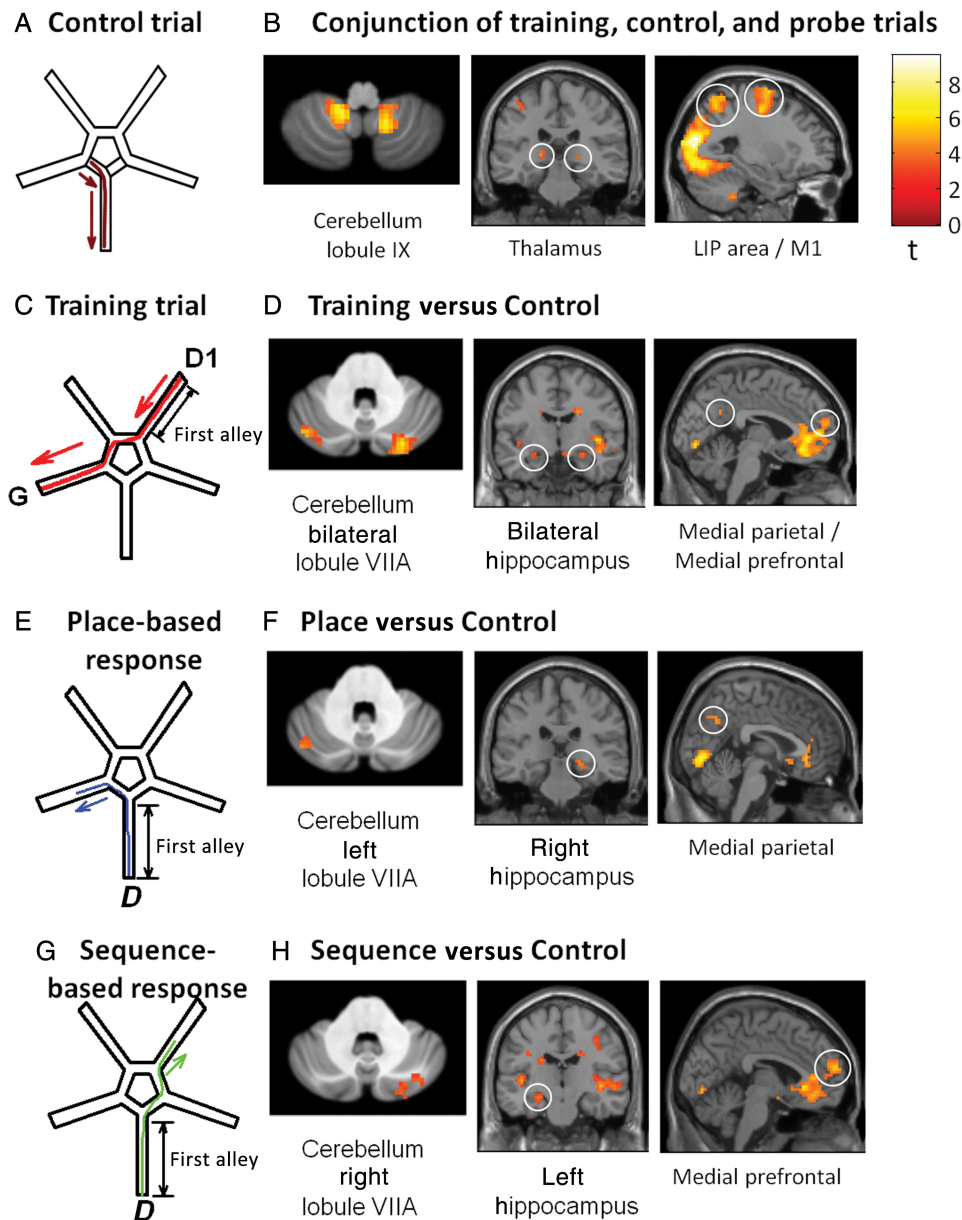 A Control trial
B Conjunction of training, control, and probe trials
Cerebellum
lobule IX
Thalamus
LIP area / M1
8
6
4
2
0
t
C Training trial
D1
First alley
G
D Training versus Control
Cerebellum
bilateral
lobule VIIA
Bilateral
hippocampus
Medial parietal /
Medial prefrontal
E Place-based
response
First alley
D
F Place versus Control
Cerebellum
left
lobule VIIA
Right
hippocampus
Medial parietal
G Sequence-
based response
First alley
D
H Sequence versus Control
Cerebellum
right
lobule VIIA
Left
hippocampus
Medial prefrontal